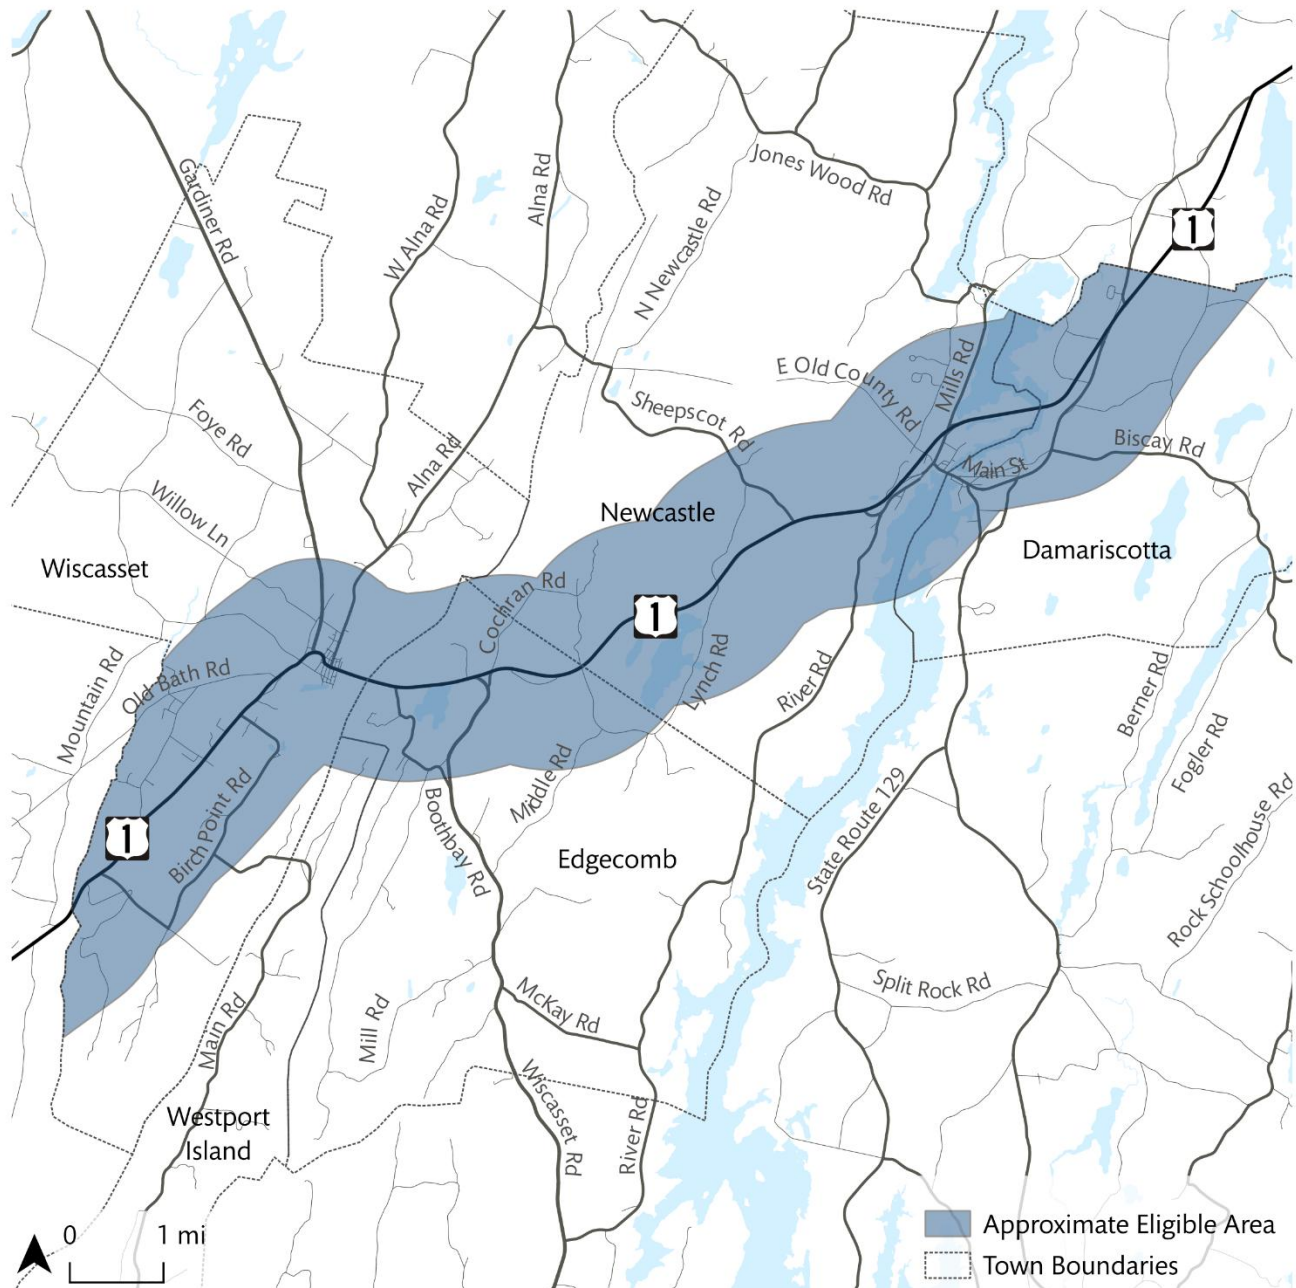 Gardiner Rd
W Alna Rd
Alna Rd
Jones Wood Rd
N Newcastle Rd
1
E Old County Rd
Mills Rd
Foye Rd
Sheepscot Rd
Alna Rd
Main St
Biscay Rd
Willow Ln
Newcastle
Damariscotta
Wiscasset
Cochran Rd
1
Mountain Rd
Old Bath Rd
Lynch Rd
River Rd
Berner Rd
Fogler Rd
Birch Point Rd
1
Boothbay Rd
Middle Rd
State Route 129
Edgecomb
Rock Schoolhouse Rd
Main Rd
Mill Rd
McKay Rd
Split Rock Rd
Westport
Island
Wiscasset Rd
River Rd
0 1 mi
Approximate Eligible Area
Town Boundaries